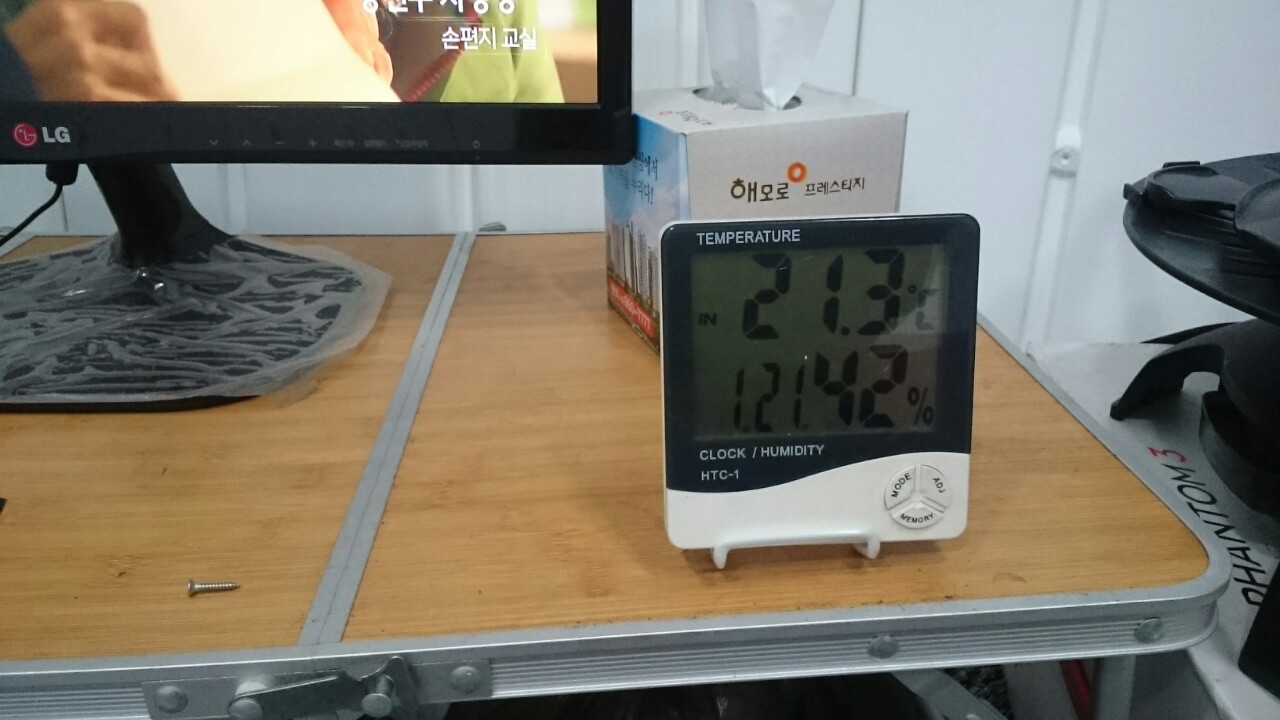 손편지 교실
LG
해모로 프레스티지
TEMPERATURE
IN 21.3 °C
1.21. 42 %
CLOCK / HUMIDITY
HTC-1
MODE
ADJ
MEMORY
PHANTOM 3